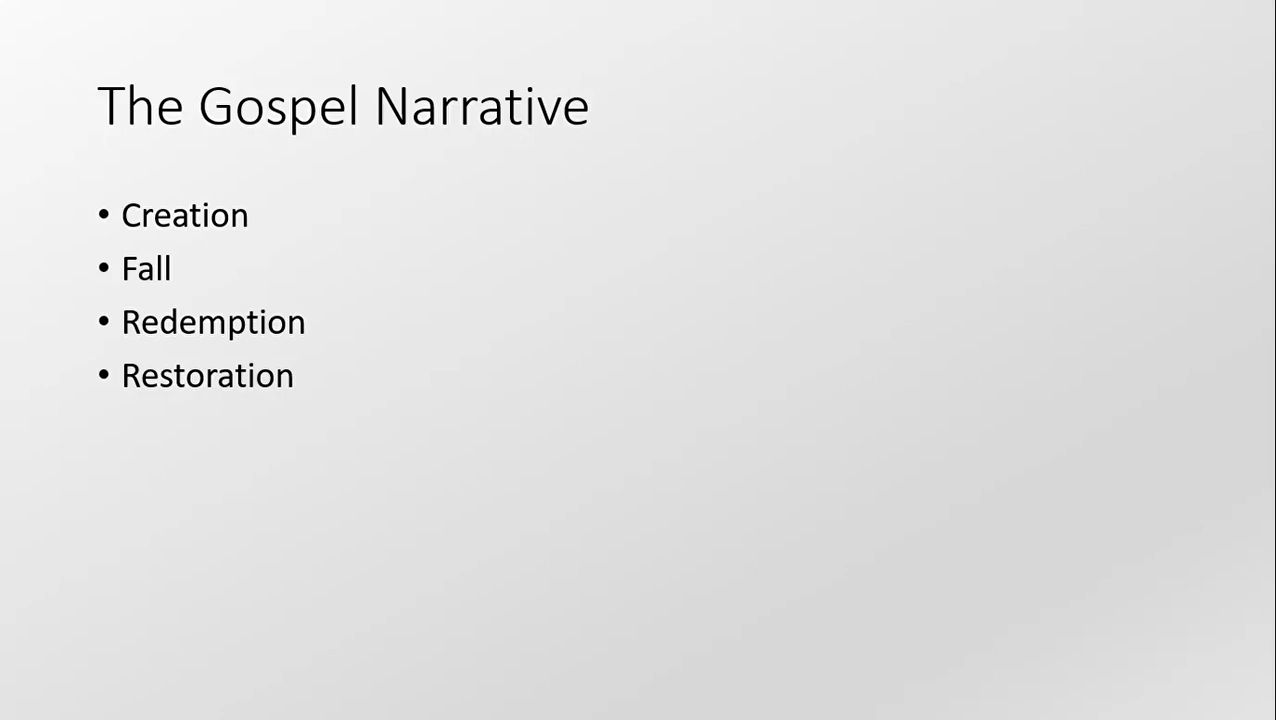 The Gospel Narrative
• Creation
• Fall
• Redemption
• Restoration